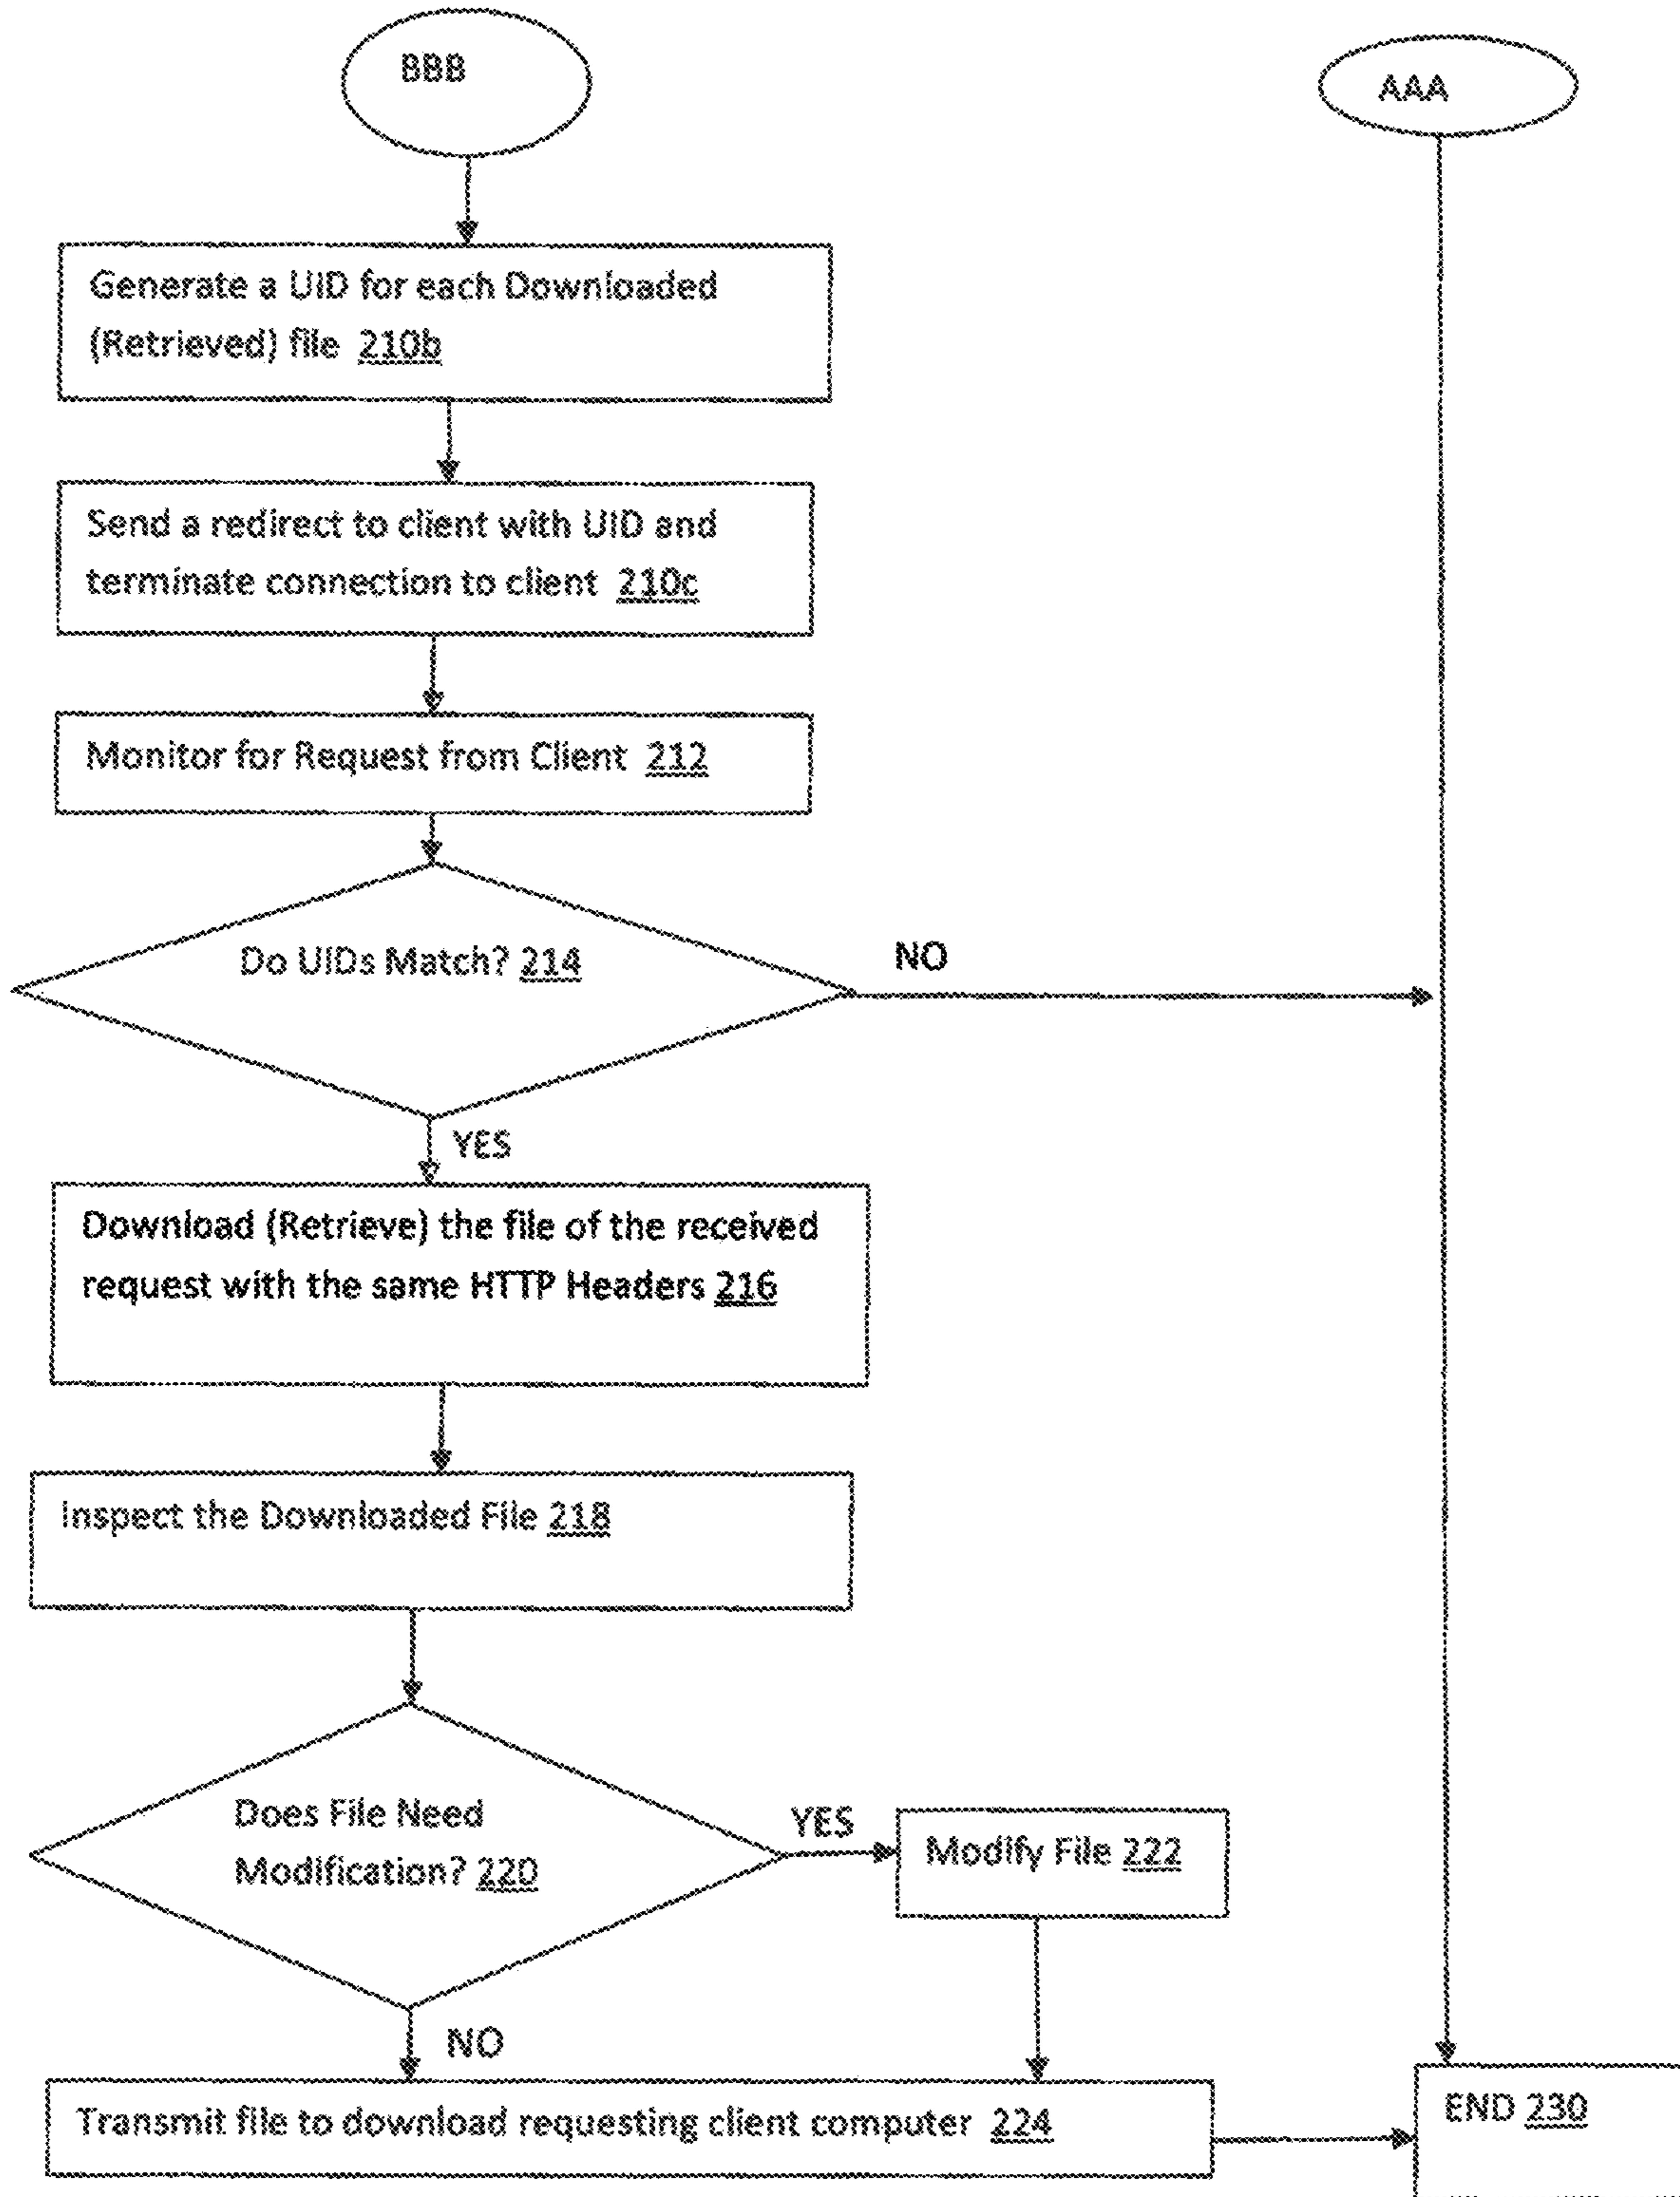 BBB
AAA
Generate a UID for each Downloaded
(Retrieved) file 210b
Send a redirect to client with UID and
terminate connection to client 210c
Monitor for Request from Client 212
Do UIDs Match? 214
NO
YES
Download (Retrieve) the file of the received
request with the same HTTP Headers 216
Inspect the Downloaded File 218
Does File Need
Modification? 220
YES
Modify File 222
NO
Transmit file to download requesting client computer 224
END 230